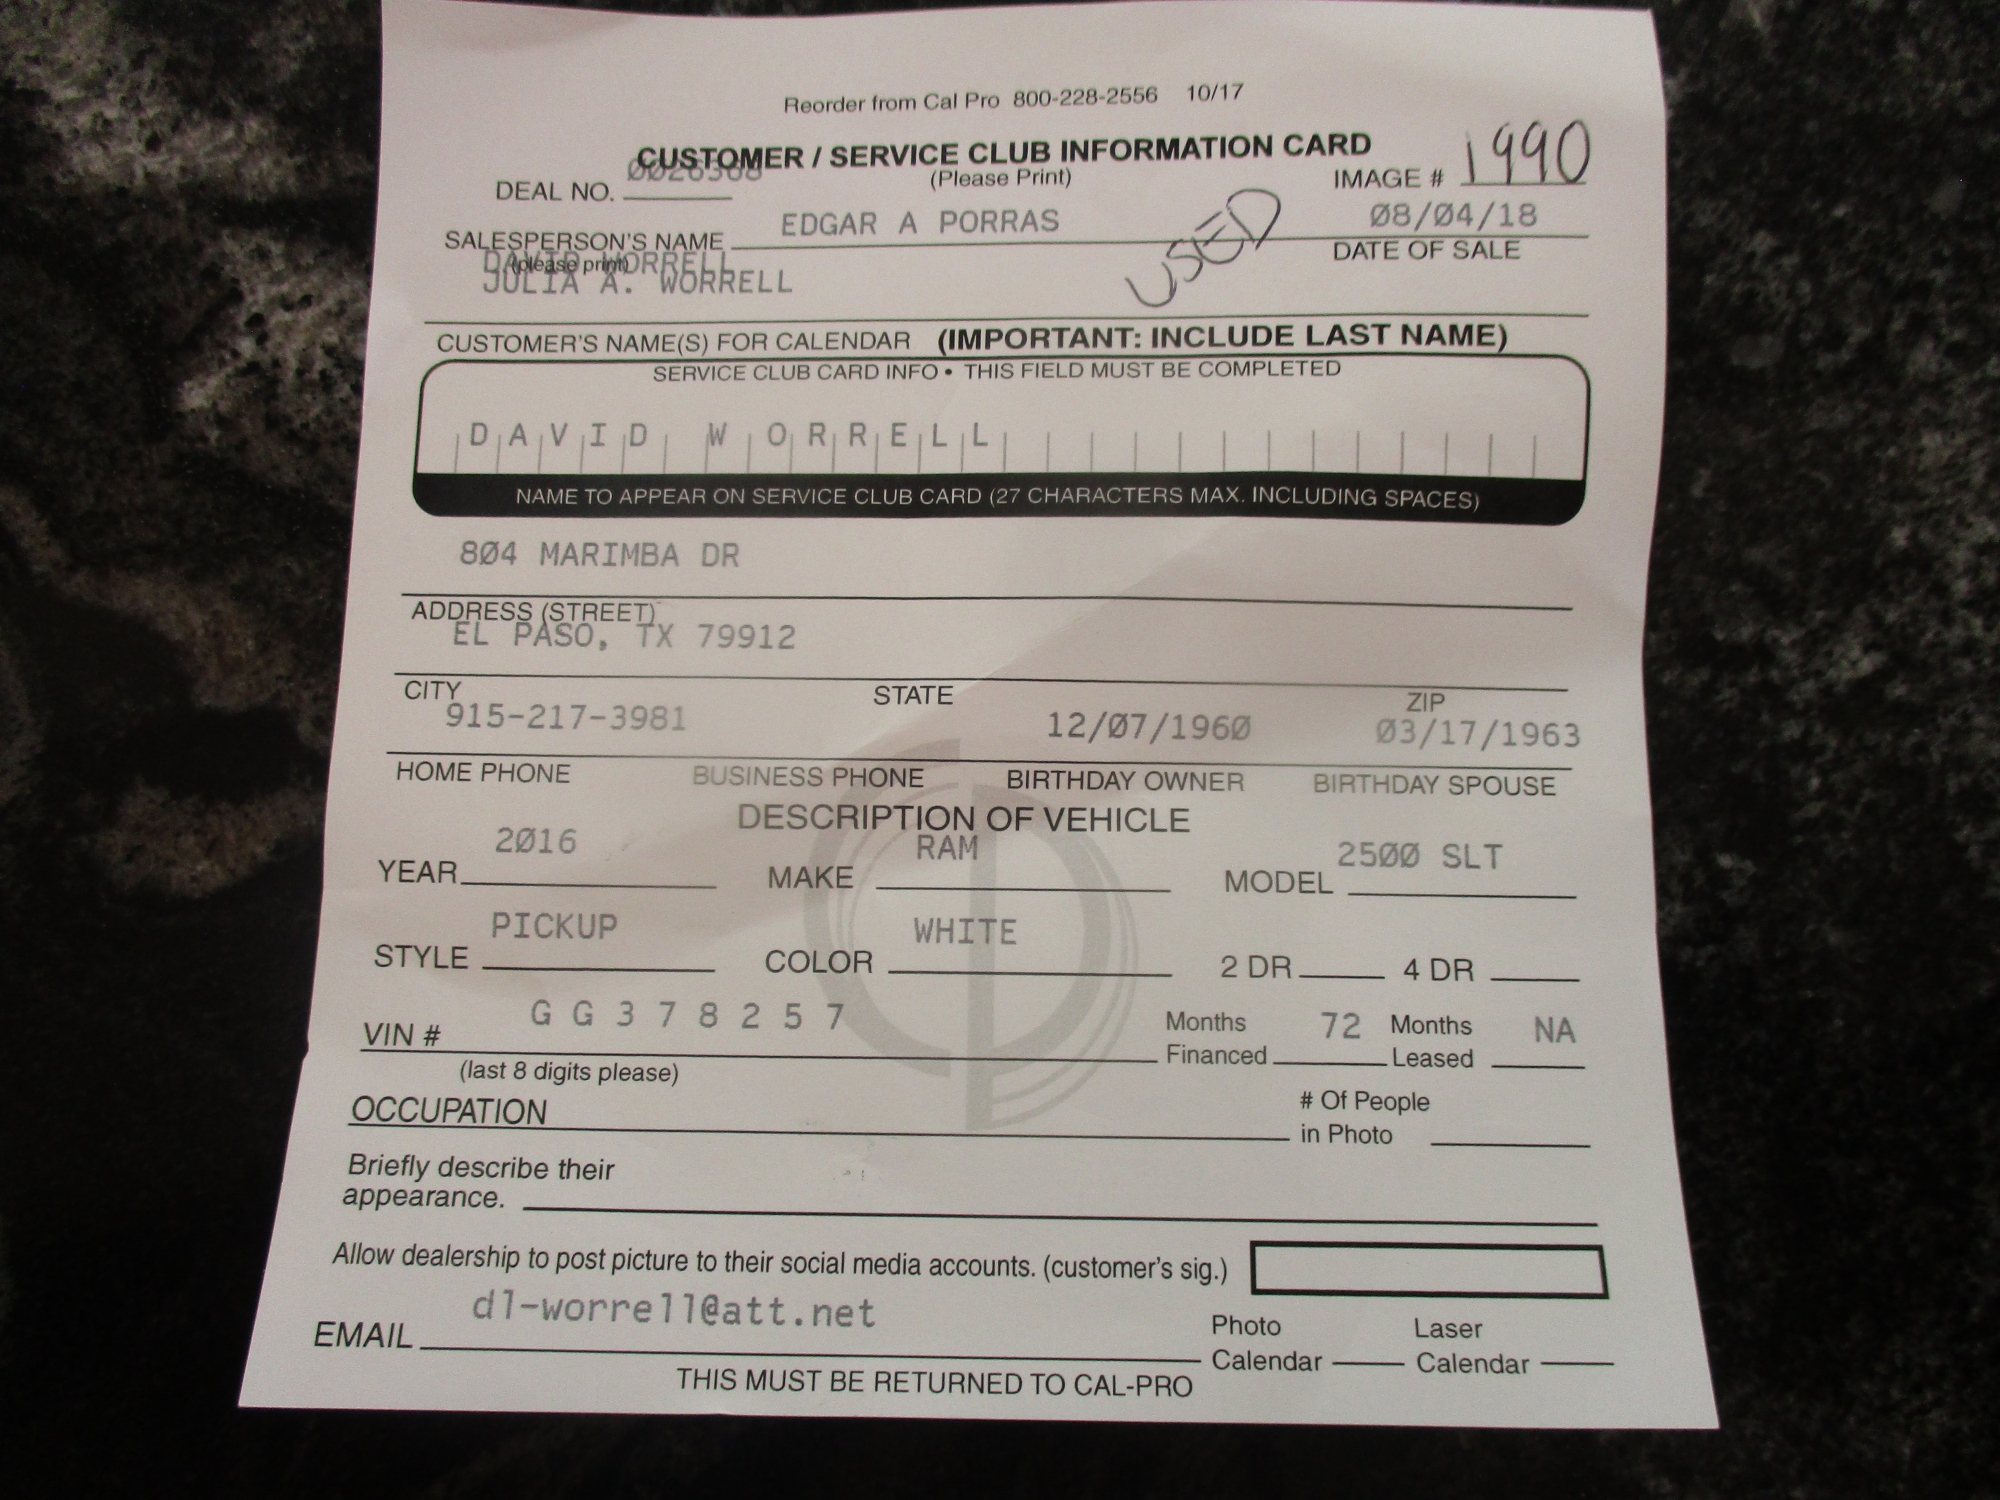 Reorder from Cal Pro 800-228-2556 10/17
CUSTOMER / SERVICE CLUB INFORMATION CARD
(Please Print)
DEAL NO. 0026368
IMAGE # 1990
SALESPERSON'S NAME EDGAR A PORRAS
(please print)
USED
08/04/18
DATE OF SALE
DAVID WORRELL
JULIA A. WORRELL
CUSTOMER'S NAME(S) FOR CALENDAR (IMPORTANT: INCLUDE LAST NAME)
SERVICE CLUB CARD INFO • THIS FIELD MUST BE COMPLETED
DAVID WORRELL
NAME TO APPEAR ON SERVICE CLUB CARD (27 CHARACTERS MAX. INCLUDING SPACES)
804 MARIMBA DR
ADDRESS (STREET)
EL PASO, TX 79912
CITY STATE ZIP
915-217-3981 12/07/1960 03/17/1963
HOME PHONE BUSINESS PHONE BIRTHDAY OWNER BIRTHDAY SPOUSE
DESCRIPTION OF VEHICLE
YEAR 2016 MAKE RAM MODEL 2500 SLT
STYLE PICKUP COLOR WHITE 2 DR 4 DR
VIN # GG378257
(last 8 digits please)
Months Financed 72 Months Leased NA
OCCUPATION
# Of People
in Photo
Briefly describe their
appearance.
Allow dealership to post picture to their social media accounts. (customer's sig.)
EMAIL dl-worrell@att.net
Photo Calendar Laser Calendar
THIS MUST BE RETURNED TO CAL-PRO